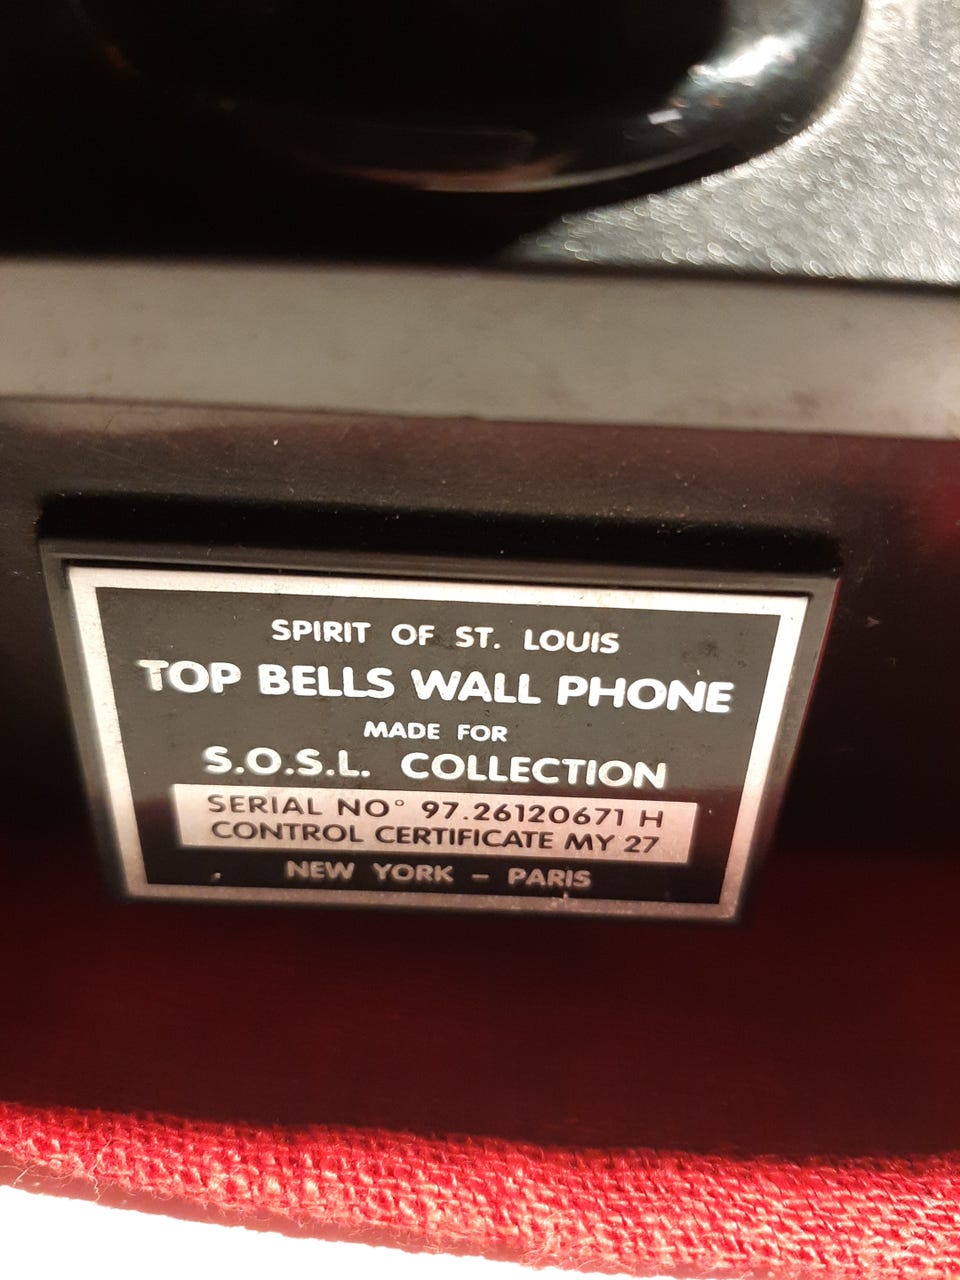 SPIRIT OF ST. LOUIS
TOP BELLS WALL PHONE
MADE FOR
S.O.S.L. COLLECTION
SERIAL NO° 97.26120671 H
CONTROL CERTIFICATE MY 27
NEW YORK – PARIS